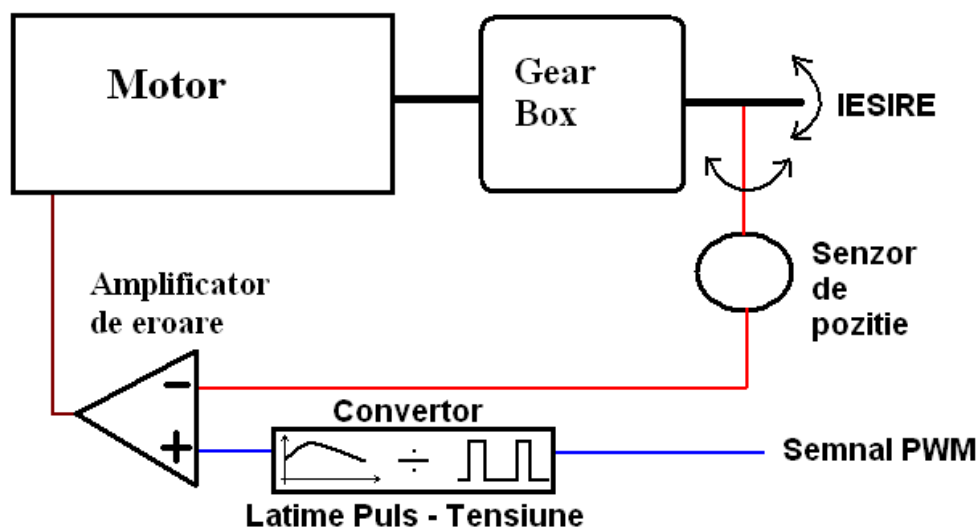 Motor
Gear
Box
IESIRE
Senzor
de
pozitie
Amplificator
de eroare
−
+
Convertor
÷
Semnal PWM
Latime Puls - Tensiune